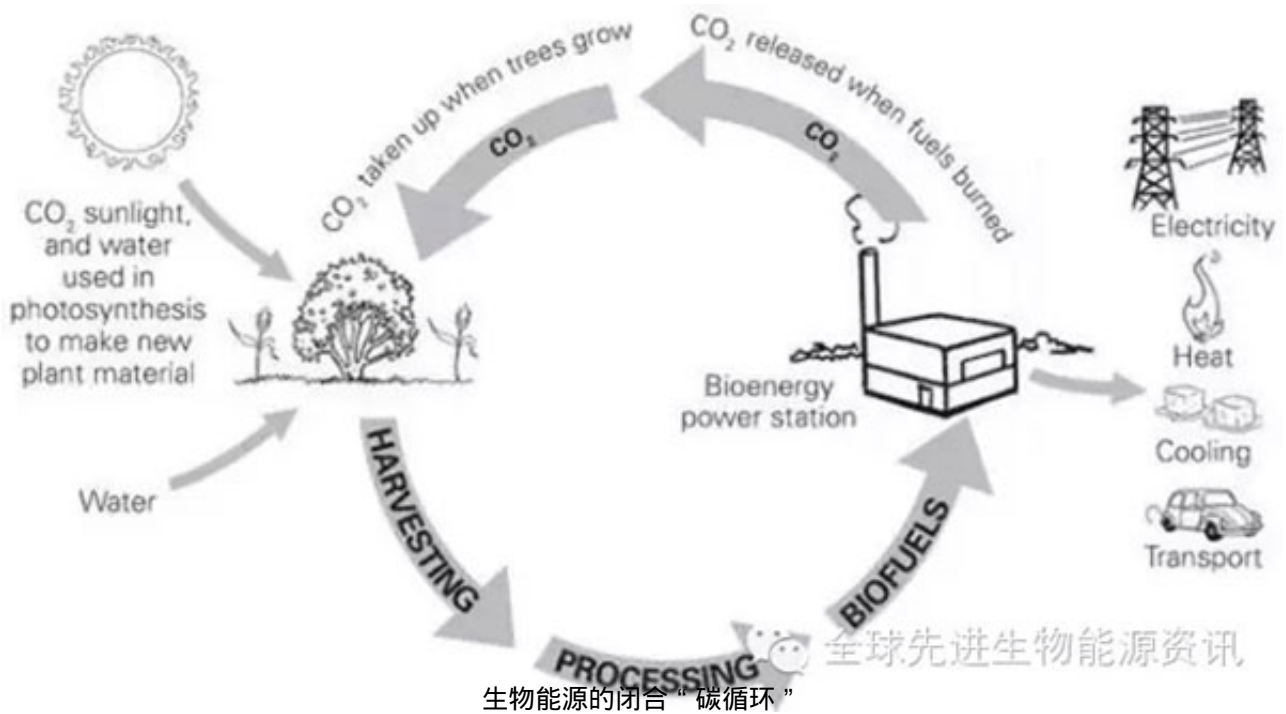 CO₂ taken up when trees grow
CO₂ released when fuels burned
CO₂
CO₂
CO₂ sunlight,
and water
used in
photosynthesis
to make new
plant material
Water
Electricity
Heat
Cooling
Transport
Bioenergy
power station
HARVESTING
PROCESSING
BIOFUELS
全球先进生物能源资讯
生物能源的闭合“碳循环”